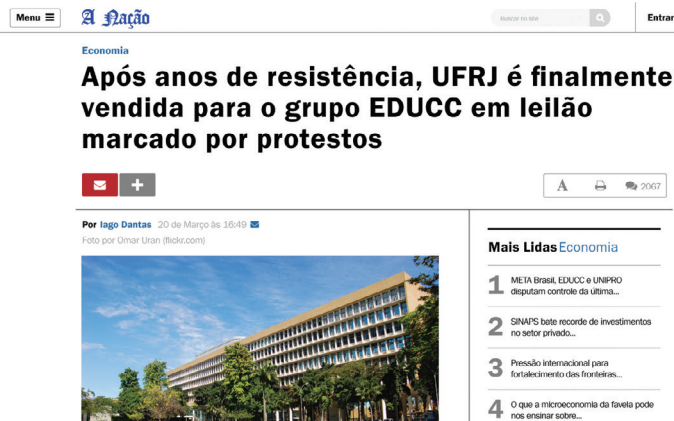 Menu
A Nação
Buscar no site
Entrar
Economia
Após anos de resistência, UFRJ é finalmente
vendida para o grupo EDUCC em leilão
marcado por protestos
A
2067
Por Iago Dantas 20 de Março às 16:49
Foto por Omar Uran (flickr.com)
Mais Lidas Economia
1 META Brasil, EDUCC e UNIPRO
disputam controle da última...
2 SINAPS bate recorde de investimentos
no setor privado...
3 Pressão internacional para
fortalecimento das fronteiras...
4 O que a microeconomia da favela pode
nos ensinar sobre...